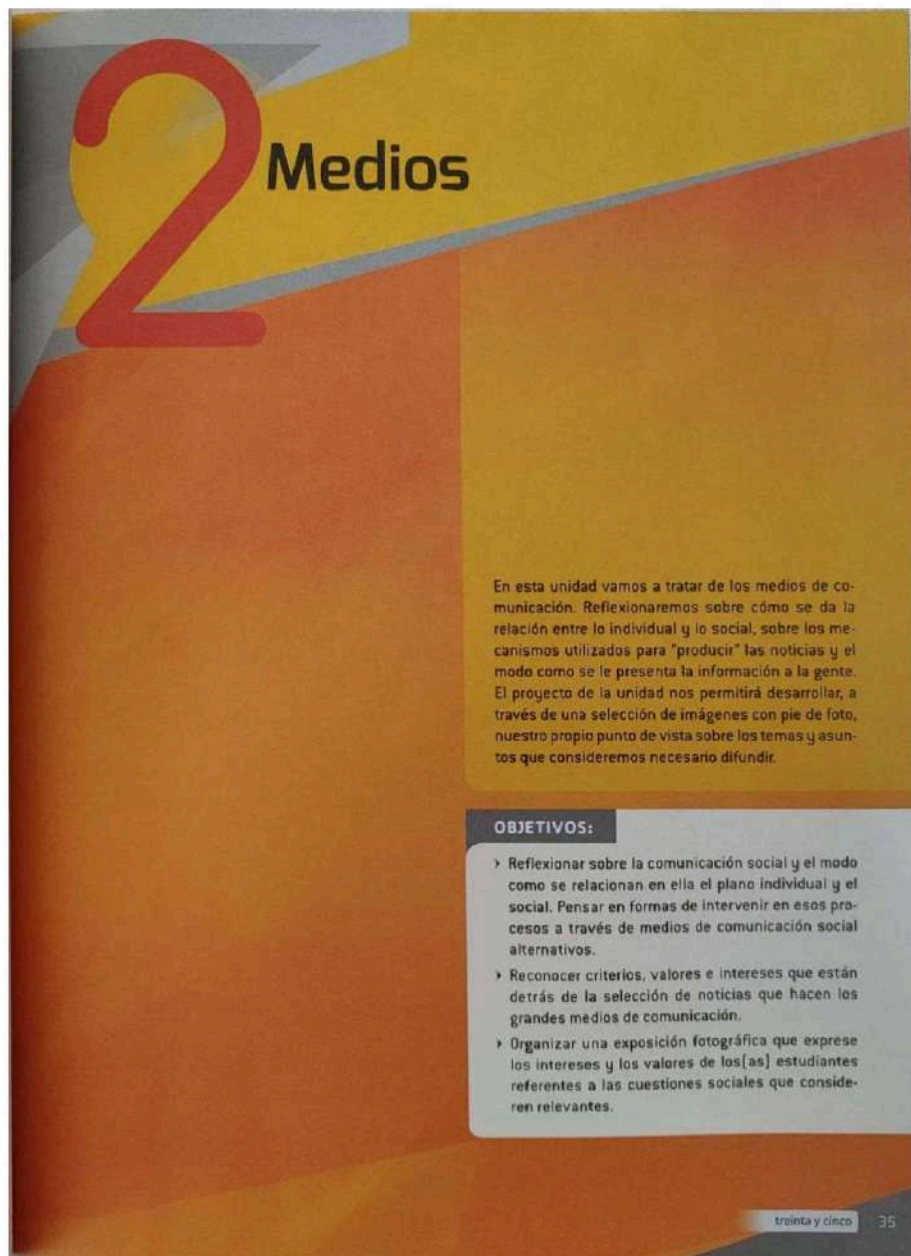 2
Medios
En esta unidad vamos a tratar de los medios de co-
municación. Reflexionaremos sobre cómo se da la
relación entre lo individual y lo social, sobre los me-
canismos utilizados para "producir" las noticias y el
modo como se le presenta la información a la gente.
El proyecto de la unidad nos permitirá desarrollar, a
través de una selección de imágenes con pie de foto,
nuestro propio punto de vista sobre los temas y asun-
tos que consideremos necesario difundir.
OBJETIVOS:
› Reflexionar sobre la comunicación social y el modo
como se relacionan en ella el plano individual y el
social. Pensar en formas de intervenir en esos pro-
cesos a través de medios de comunicación social
alternativos.
› Reconocer criterios, valores e intereses que están
detrás de la selección de noticias que hacen los
grandes medios de comunicación.
› Organizar una exposición fotográfica que exprese
los intereses y los valores de los(as) estudiantes
referentes a las cuestiones sociales que conside-
ren relevantes.
treinta y cinco 35